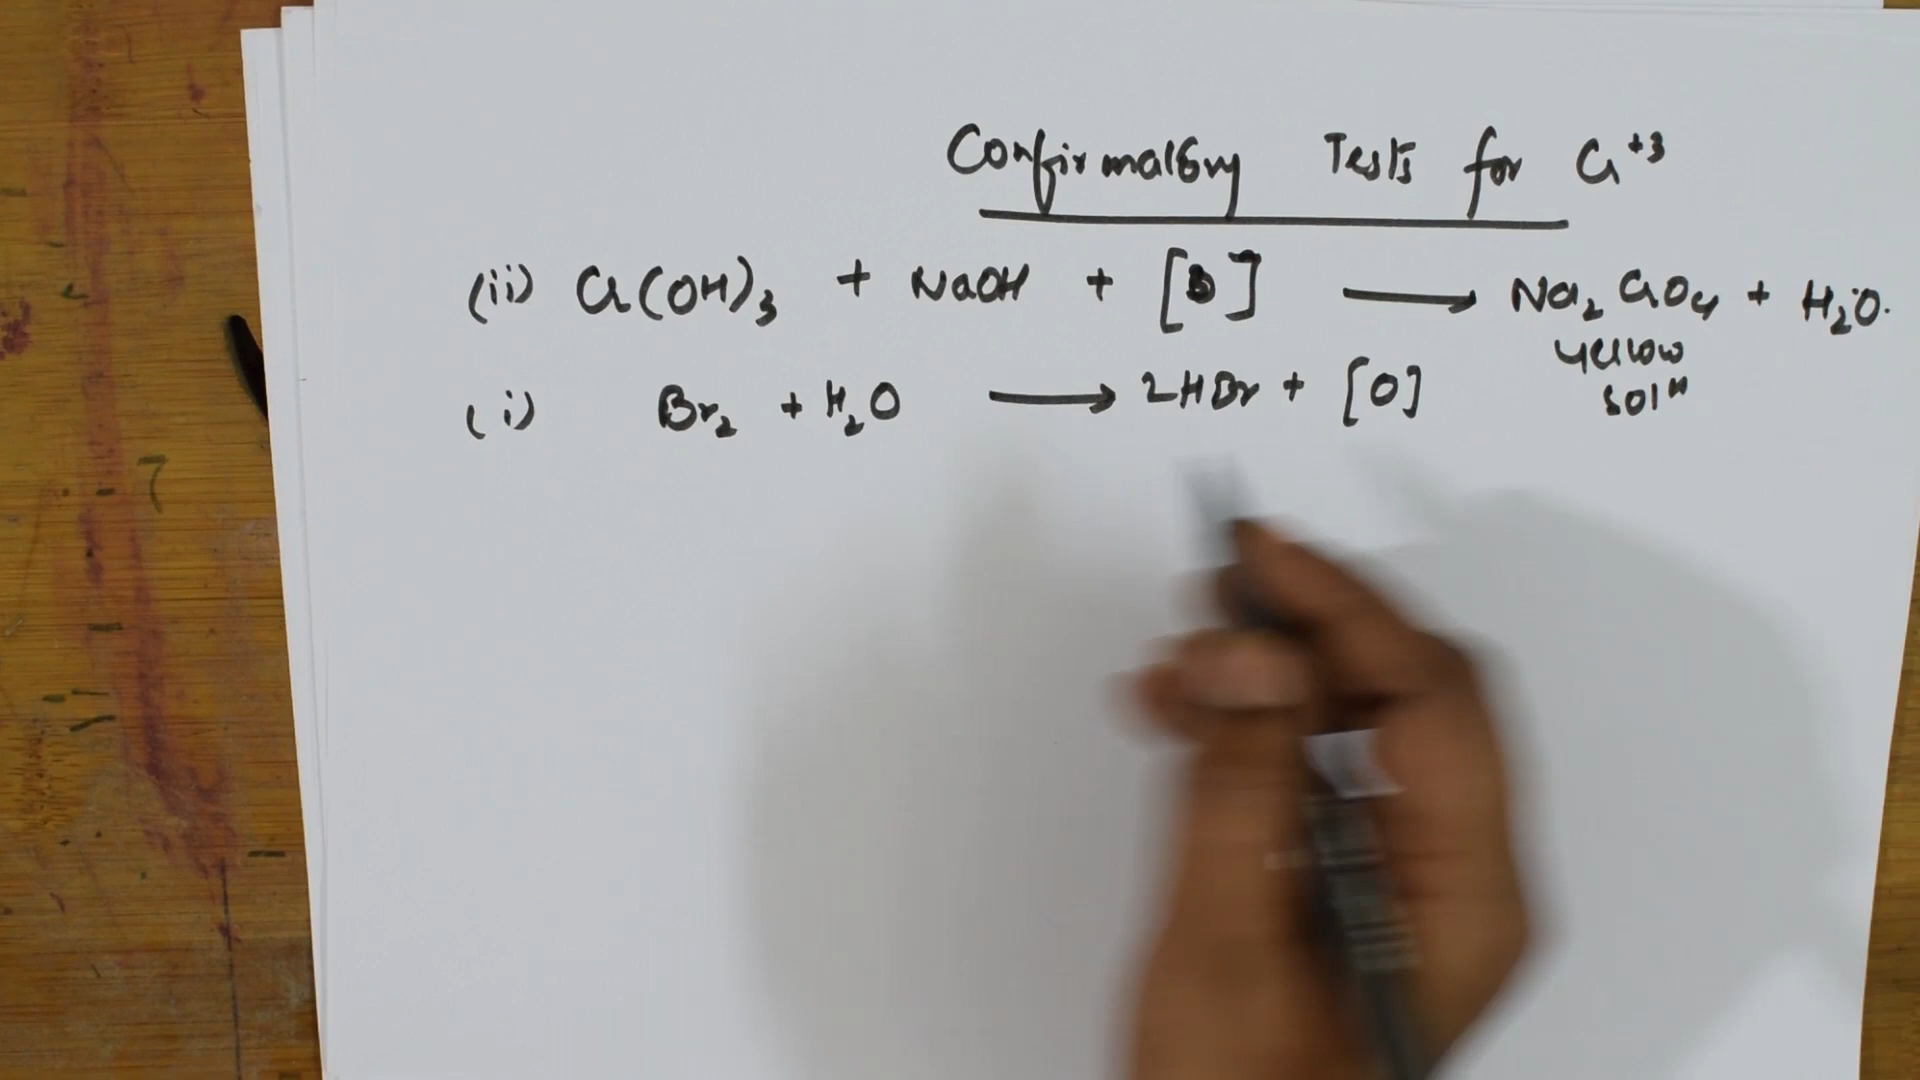 Confirmatory Tests for Cr+3
(ii) Cr(OH)3 + NaOH + [O] ⟶ Na2CrO4 + H2O.
yellow
soln
(i) Br2 + H2O ⟶ 2HBr + [O]